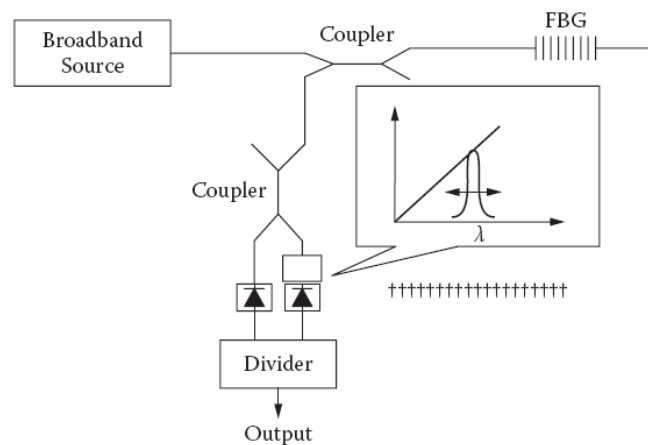 FBG
Coupler
Broadband
Source
Coupler
λ
††††††††††††††††††
Divider
Output